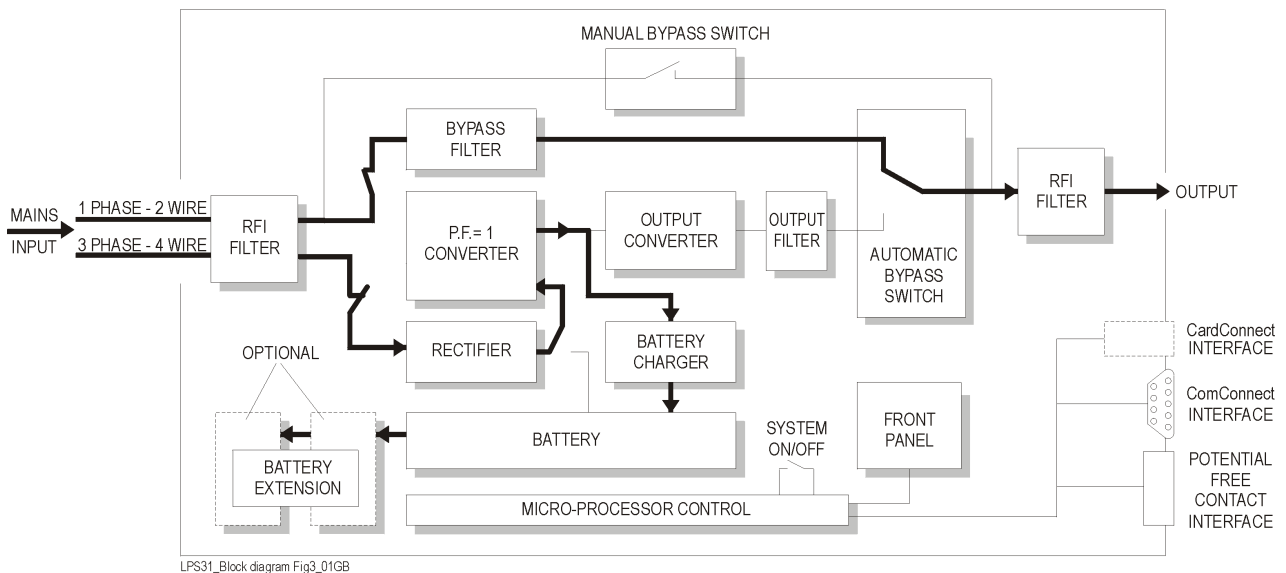 MANUAL BYPASS SWITCH
BYPASS
FILTER
1 PHASE - 2 WIRE
MAINS
INPUT
3 PHASE - 4 WIRE
RFI
FILTER
P.F.= 1
CONVERTER
OUTPUT
CONVERTER
OUTPUT
FILTER
AUTOMATIC
BYPASS
SWITCH
RFI
FILTER
OUTPUT
RECTIFIER
BATTERY
CHARGER
OPTIONAL
BATTERY
BATTERY
EXTENSION
SYSTEM
ON/OFF
FRONT
PANEL
MICRO-PROCESSOR CONTROL
CardConnect
INTERFACE
ComConnect
INTERFACE
POTENTIAL
FREE
CONTACT
INTERFACE
LPS31_Block diagram Fig3_01GB